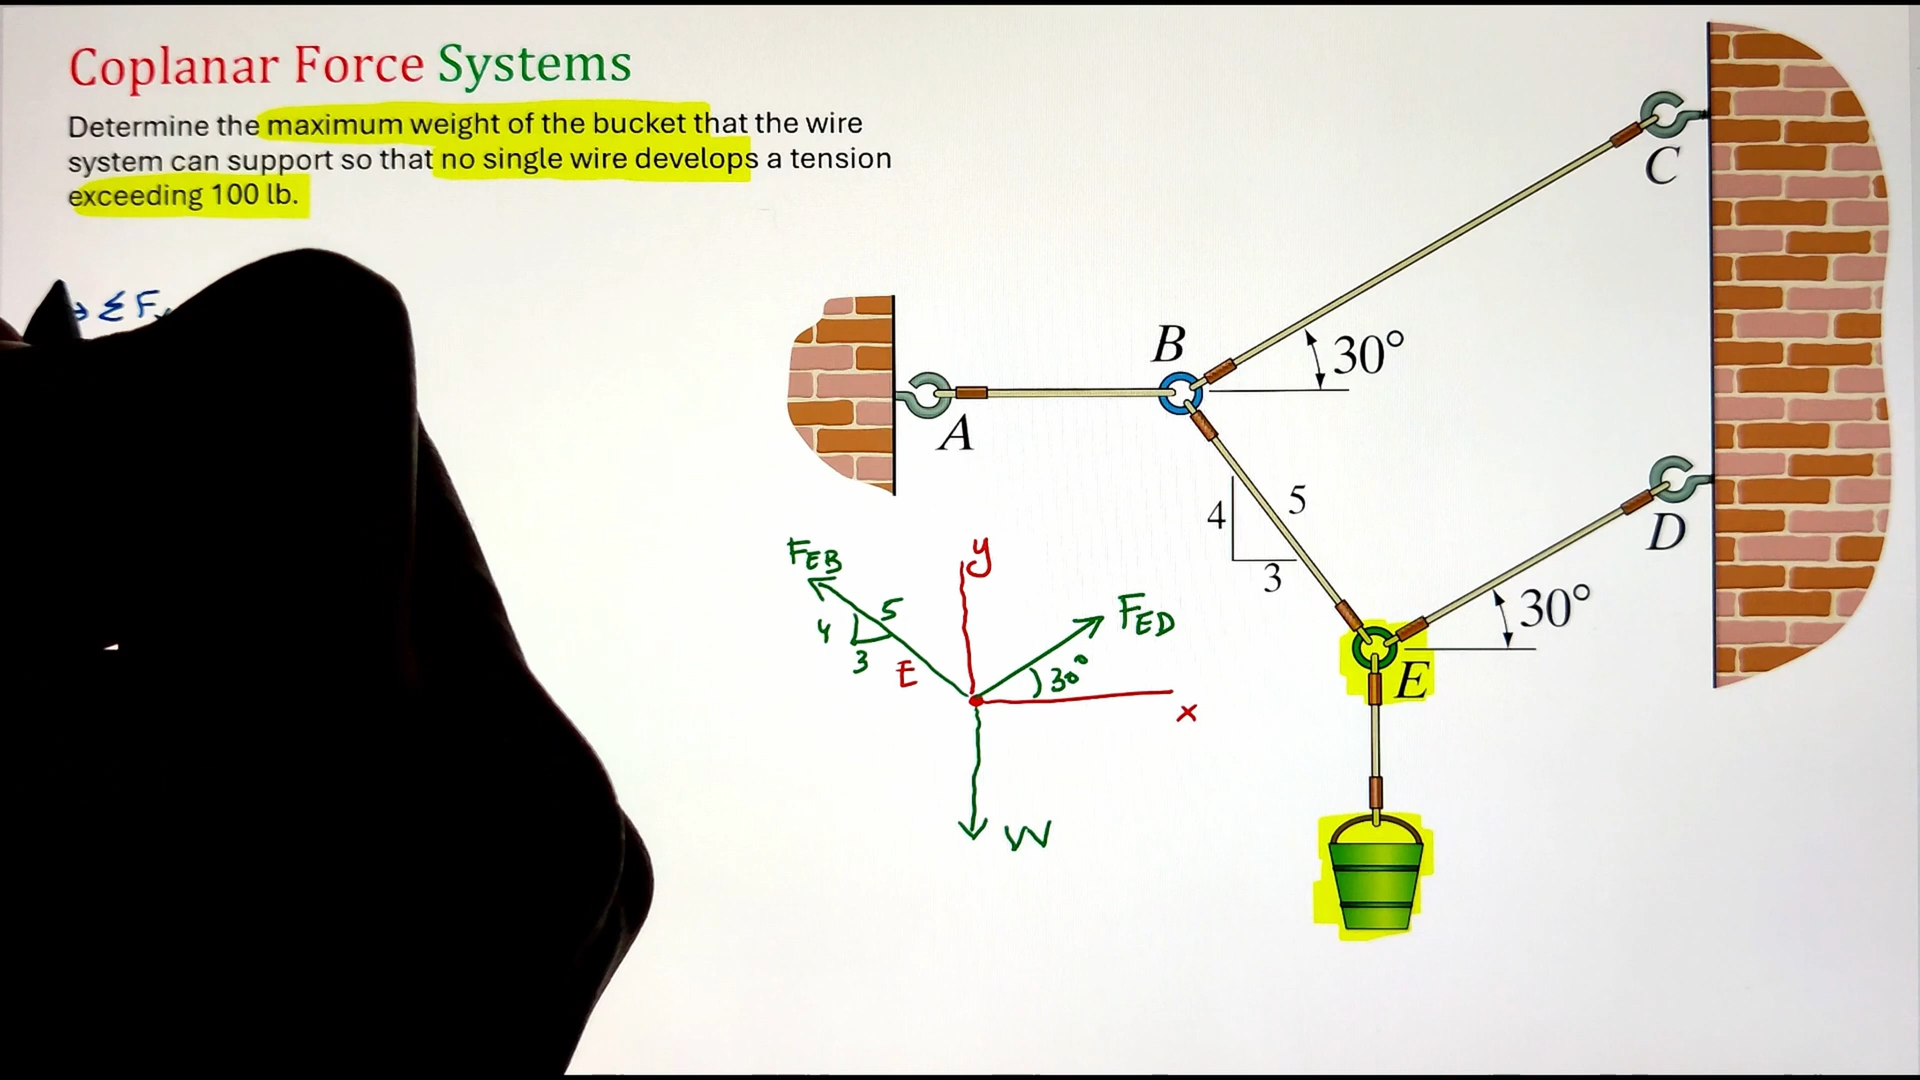 Coplanar Force Systems
Determine the maximum weight of the bucket that the wire
system can support so that no single wire develops a tension
exceeding 100 lb.
→ ΣF
C
B
30°
A
4
5
3
D
30°
E
F_EB
5
4
3
E
y
F_ED
30°
x
W